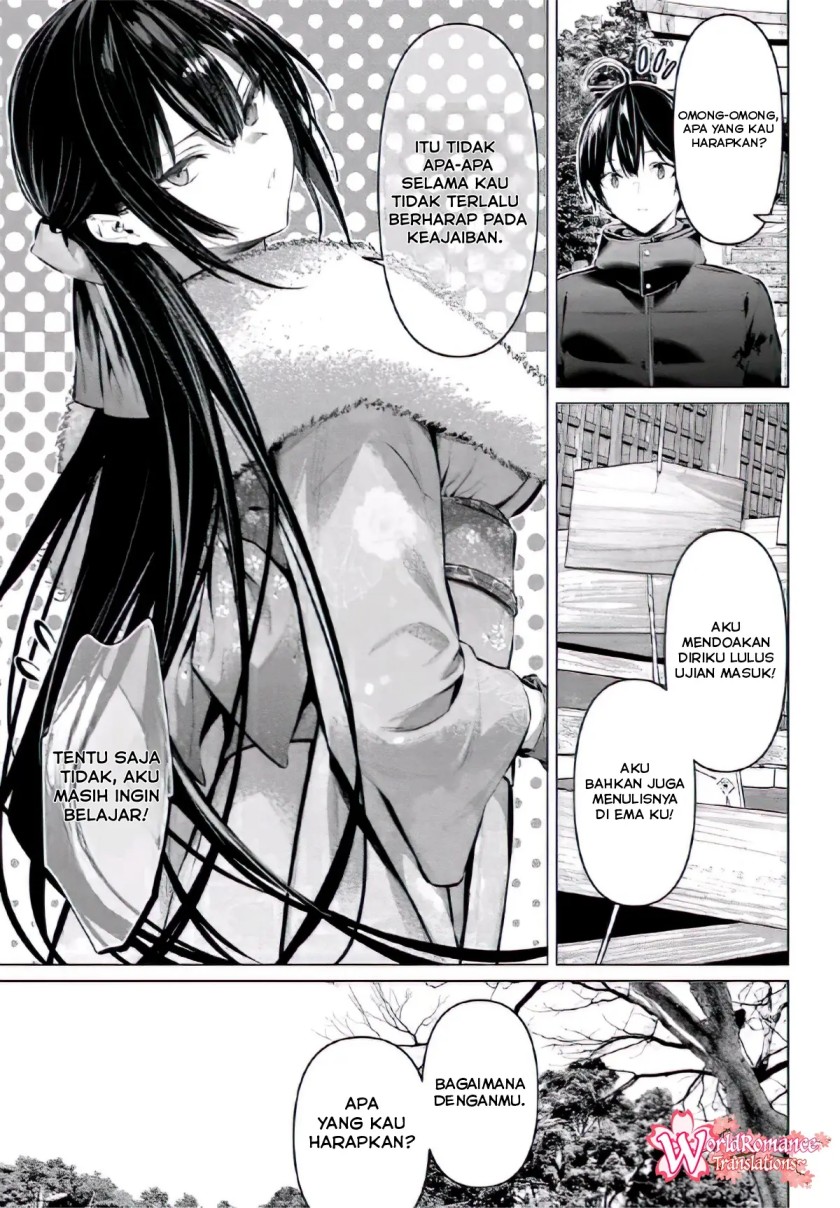 OMONG-OMONG,
APA YANG KAU
HARAPKAN?
AKU
MENDOAKAN
DIRIKU LULUS
UJIAN MASUK!
AKU
BAHKAN JUGA
MENULISNYA
DI EMA KU!
ITU TIDAK
APA-APA
SELAMA KAU
TIDAK TERLALU
BERHARAP PADA
KEAJAIBAN.
TENTU SAJA
TIDAK, AKU
MASIH INGIN
BELAJAR!
BAGAIMANA
DENGANMU.
APA
YANG KAU
HARAPKAN?
WorldRomance
Translations